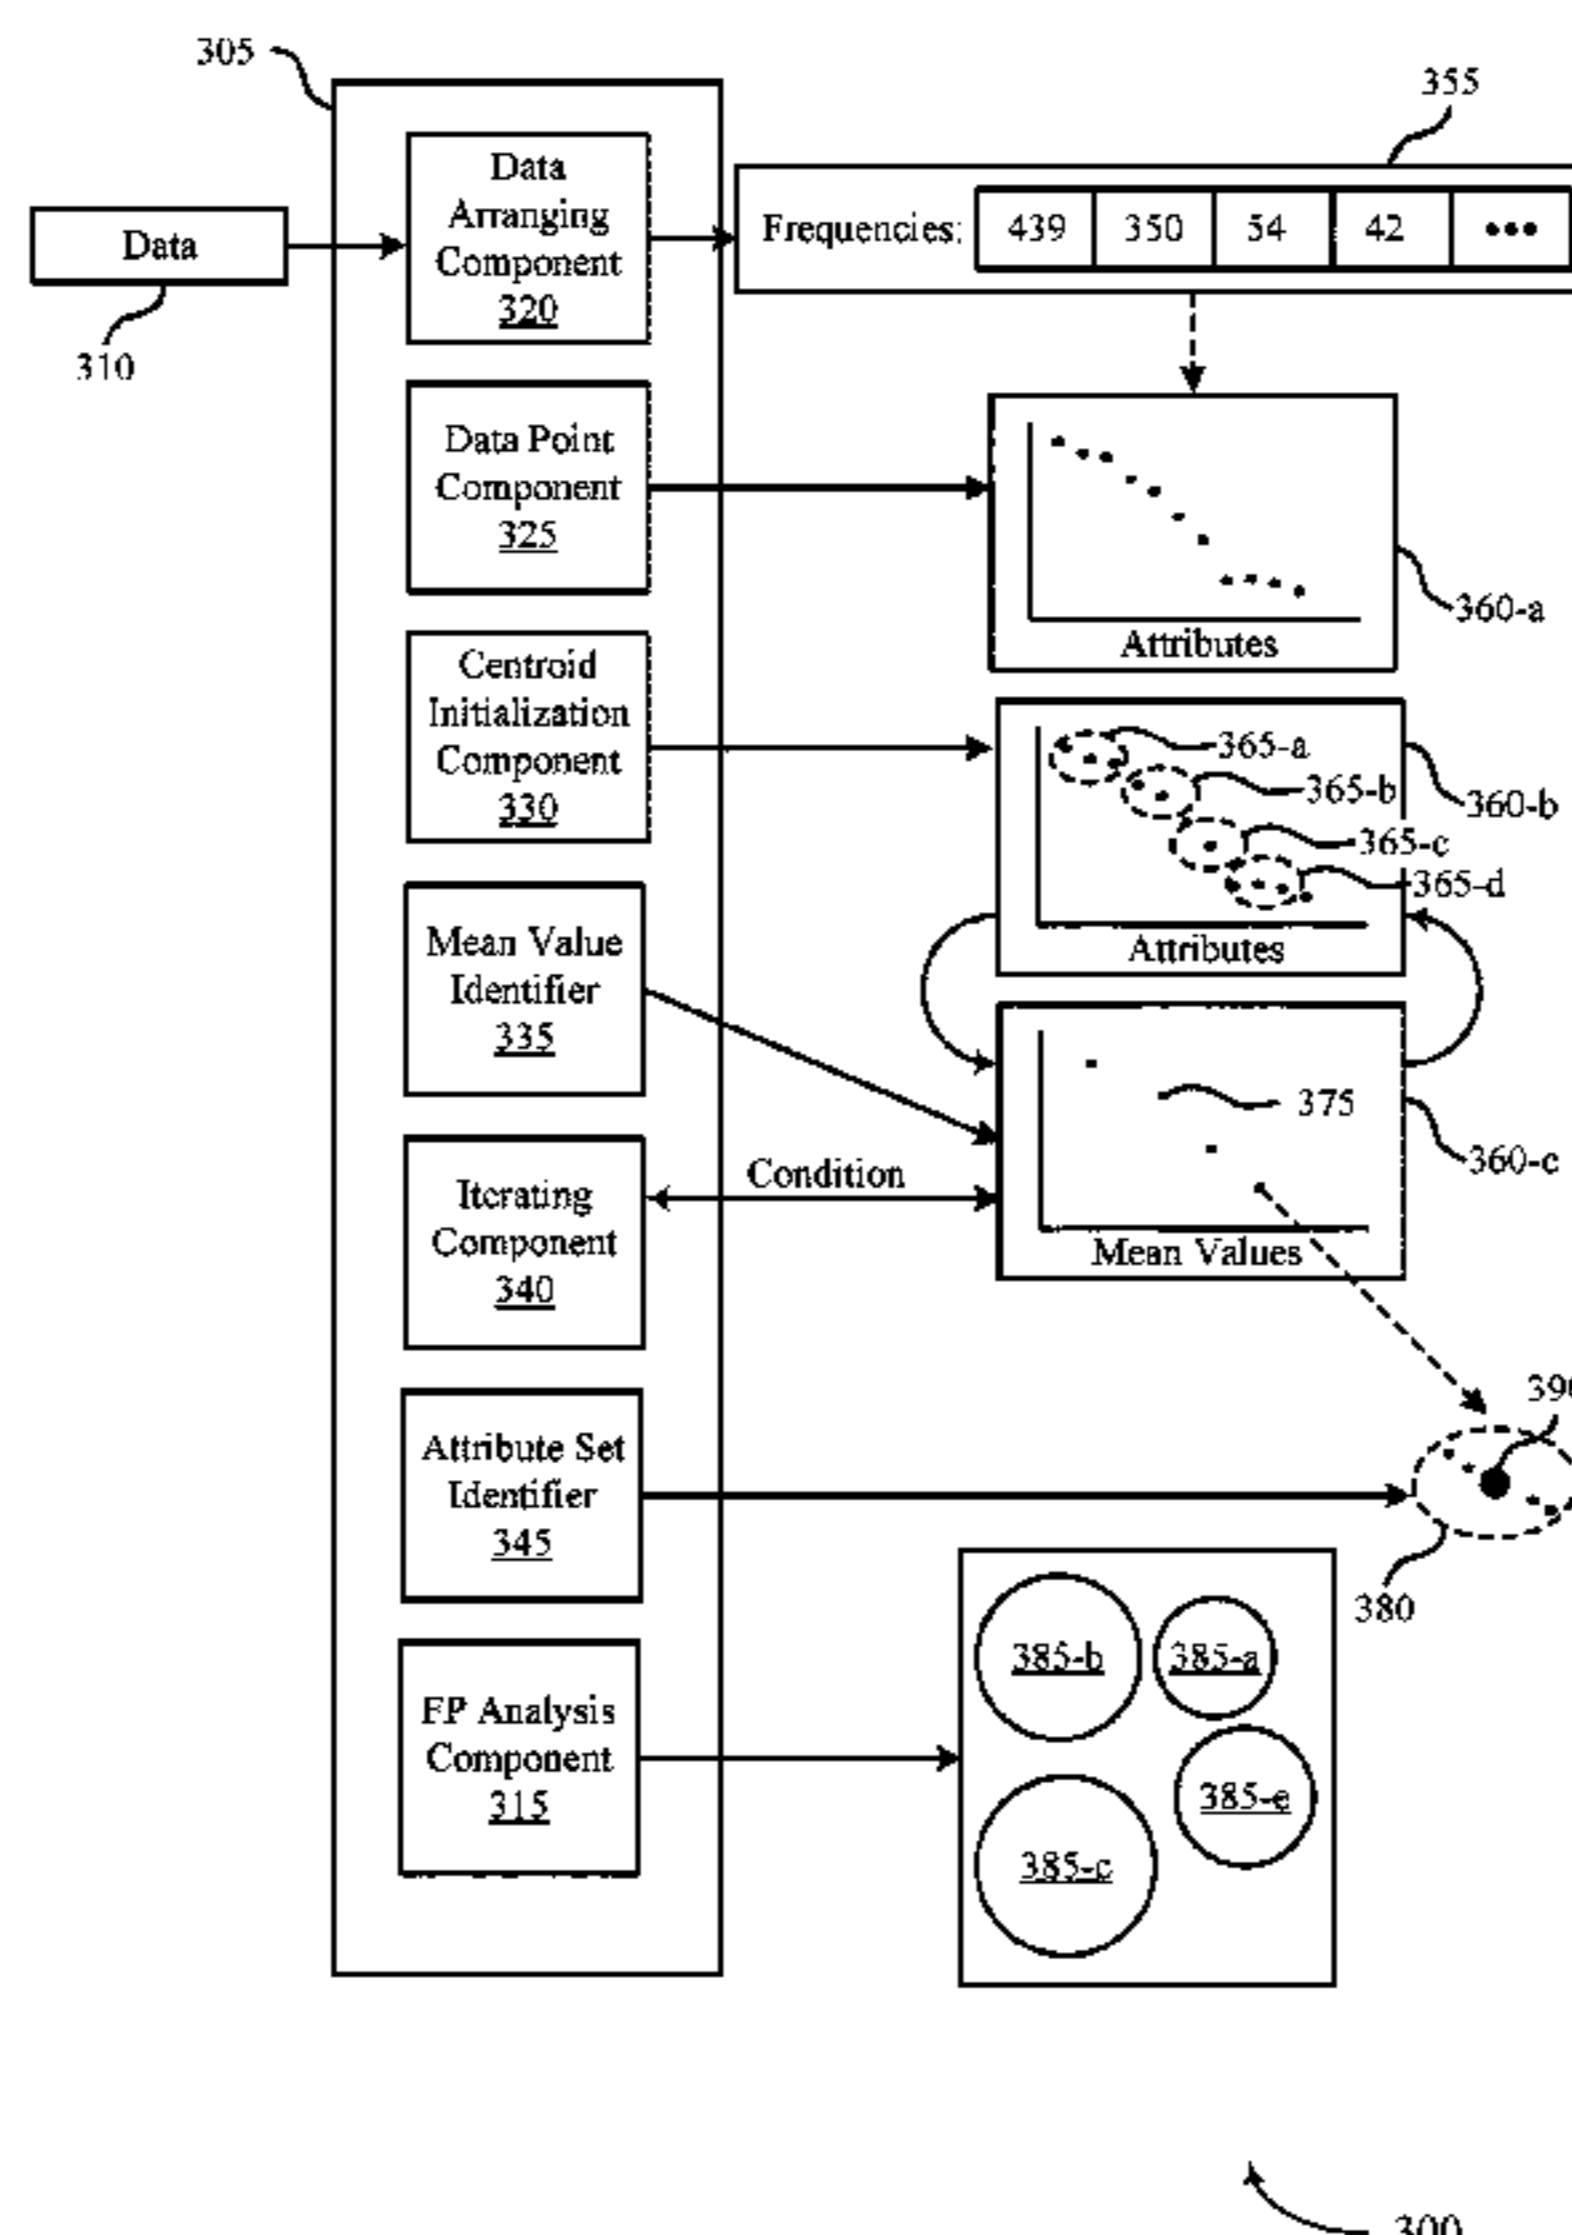 305
355
Data
Arranging
Component
320
Data
310
Frequencies:
439
350
54
42
•••
Data Point
Component
325
360-a
Attributes
Centroid
Initialization
Component
330
365-a
365-b
360-b
365-c
365-d
Attributes
Mean Value
Identifier
335
375
360-c
Iterating
Component
340
Condition
Mean Values
390
Attribute Set
Identifier
345
380
385-b
385-a
FP Analysis
Component
315
385-e
385-c
300